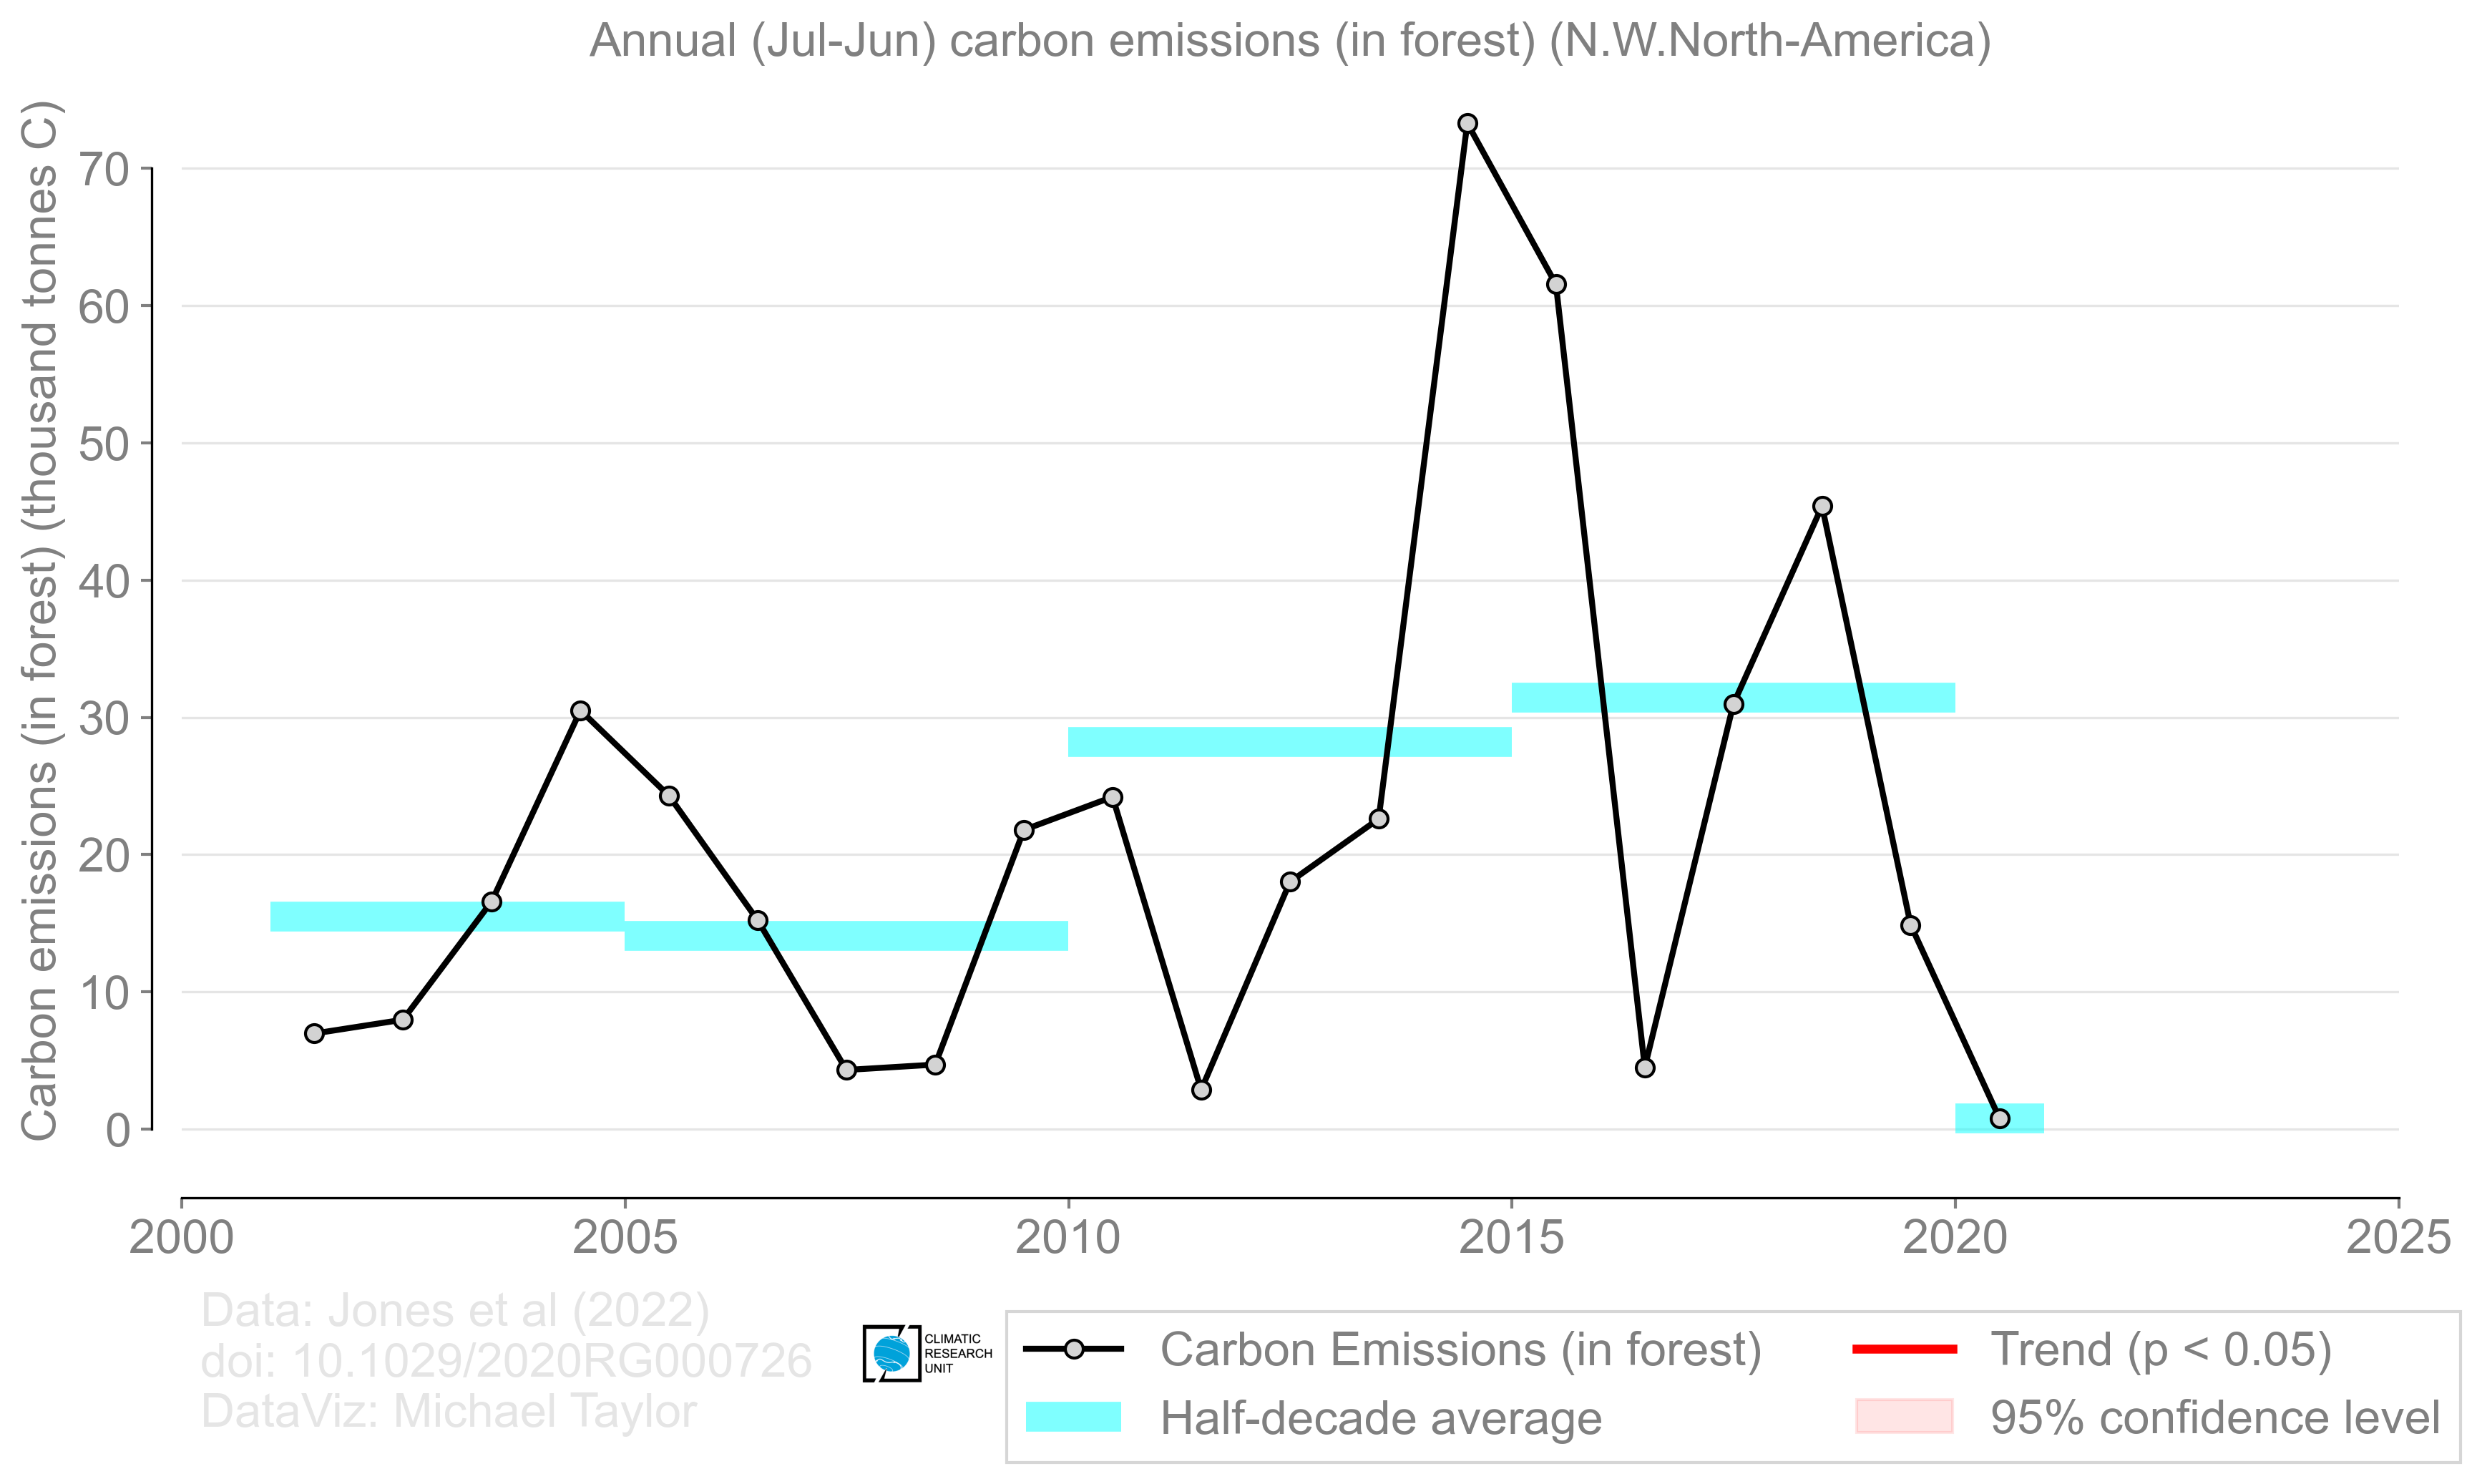 Annual (Jul-Jun) carbon emissions (in forest) (N.W.North-America)
Carbon emissions (in forest) (thousand tonnes C)
70
60
50
40
30
20
10
0
2000
2005
2010
2015
2020
2025
Data: Jones et al (2022)
doi: 10.1029/2020RG000726
DataViz: Michael Taylor
CLIMATIC
RESEARCH
UNIT
Carbon Emissions (in forest)
Half-decade average
Trend (p < 0.05)
95% confidence level